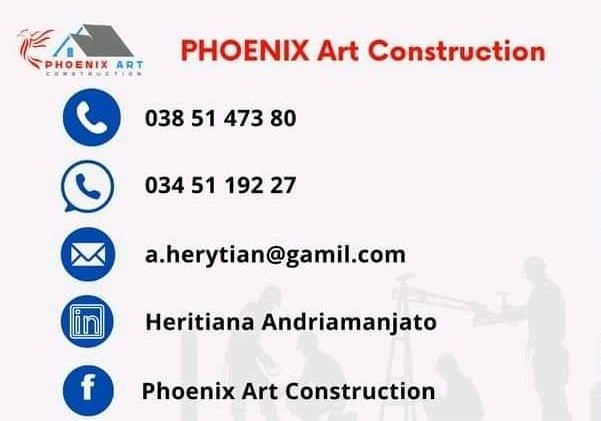 PHOENIX ART
CONSTRUCTION
PHOENIX Art Construction
038 51 473 80
034 51 192 27
a.herytian@gamil.com
in
Heritiana Andriamanjato
f
Phoenix Art Construction